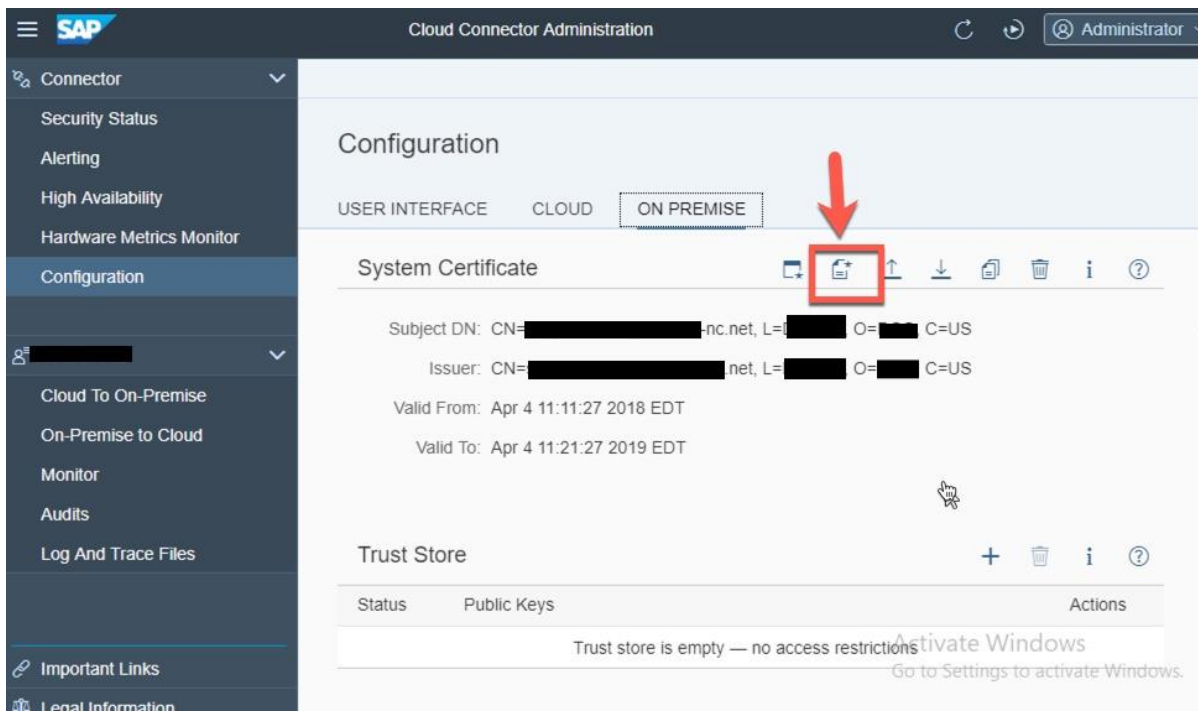 SAP
Cloud Connector Administration
Administrator
Connector
Security Status
Alerting
High Availability
Hardware Metrics Monitor
Configuration
Cloud To On-Premise
On-Premise to Cloud
Monitor
Audits
Log And Trace Files
Important Links
Legal Information
Configuration
USER INTERFACE CLOUD ON PREMISE
System Certificate
Subject DN: CN= -nc.net, L= , O= , C=US
Issuer: CN= .net, L= , O= C=US
Valid From: Apr 4 11:11:27 2018 EDT
Valid To: Apr 4 11:21:27 2019 EDT
Trust Store
Status Public Keys Actions
Trust store is empty — no access restrictions
Activate Windows
Go to Settings to activate Windows.